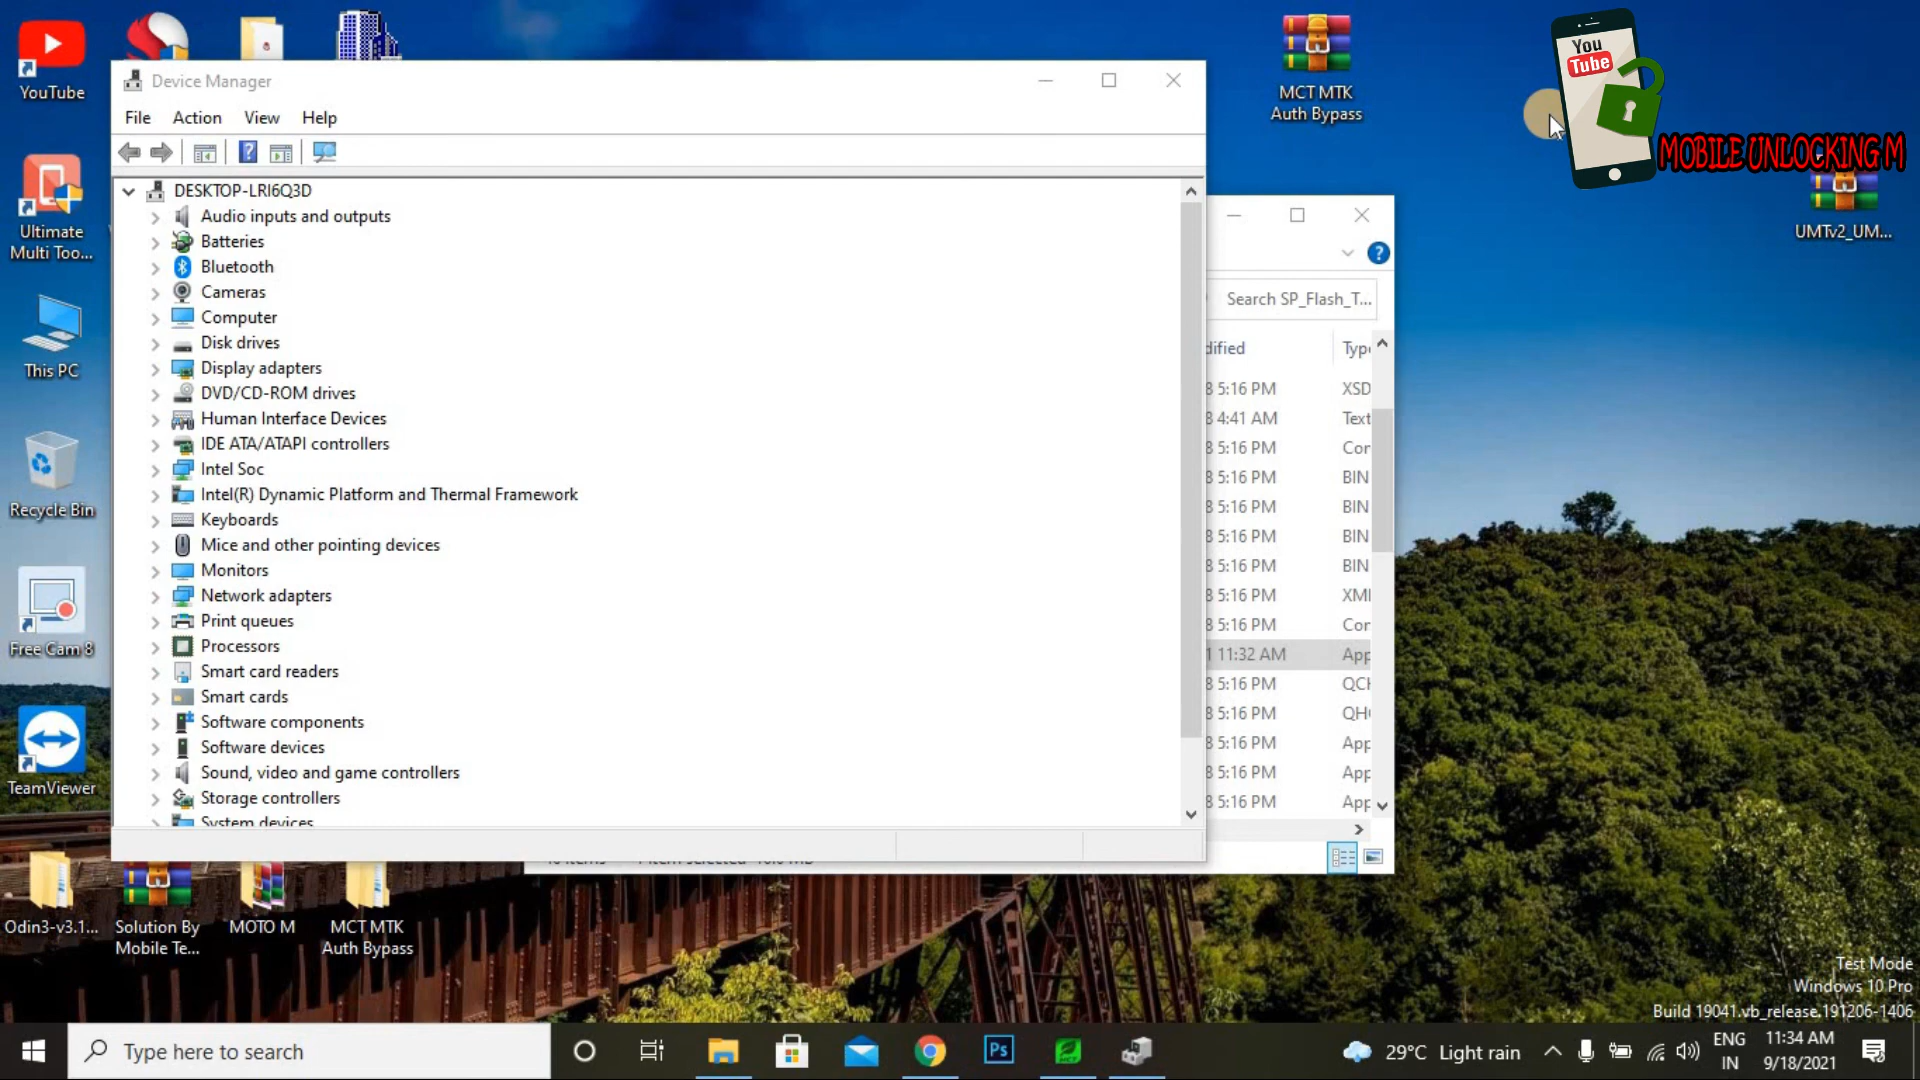 YouTube
Ultimate
Multi Too...
This PC
Recycle Bin
Free Cam 8
TeamViewer
Odin3-v3.1...
Solution By
Mobile Te...
MOTO M
MCT MTK
Auth Bypass
Device Manager
File Action View Help
DESKTOP-LRI6Q3D
Audio inputs and outputs
Batteries
Bluetooth
Cameras
Computer
Disk drives
Display adapters
DVD/CD-ROM drives
Human Interface Devices
IDE ATA/ATAPI controllers
Intel Soc
Intel(R) Dynamic Platform and Thermal Framework
Keyboards
Mice and other pointing devices
Monitors
Network adapters
Print queues
Processors
Smart card readers
Smart cards
Software components
Software devices
Sound, video and game controllers
Storage controllers
System devices
MCT MTK
Auth Bypass
You
Tube
MOBILE UNLOCKING M
UMTv2_UM...
Search SP_Flash_T...
dified Type
8 5:16 PM XSD
8 4:41 AM Text
8 5:16 PM Cor
8 5:16 PM BIN
8 5:16 PM BIN
8 5:16 PM BIN
8 5:16 PM BIN
8 5:16 PM XMI
8 5:16 PM Cor
1 11:32 AM App
8 5:16 PM QCH
8 5:16 PM QH
8 5:16 PM App
8 5:16 PM App
8 5:16 PM App
Test Mode
Windows 10 Pro
Build 19041.vb_release.191206-1406
Type here to search
Ps
29°C Light rain
ENG
IN
11:34 AM
9/18/2021